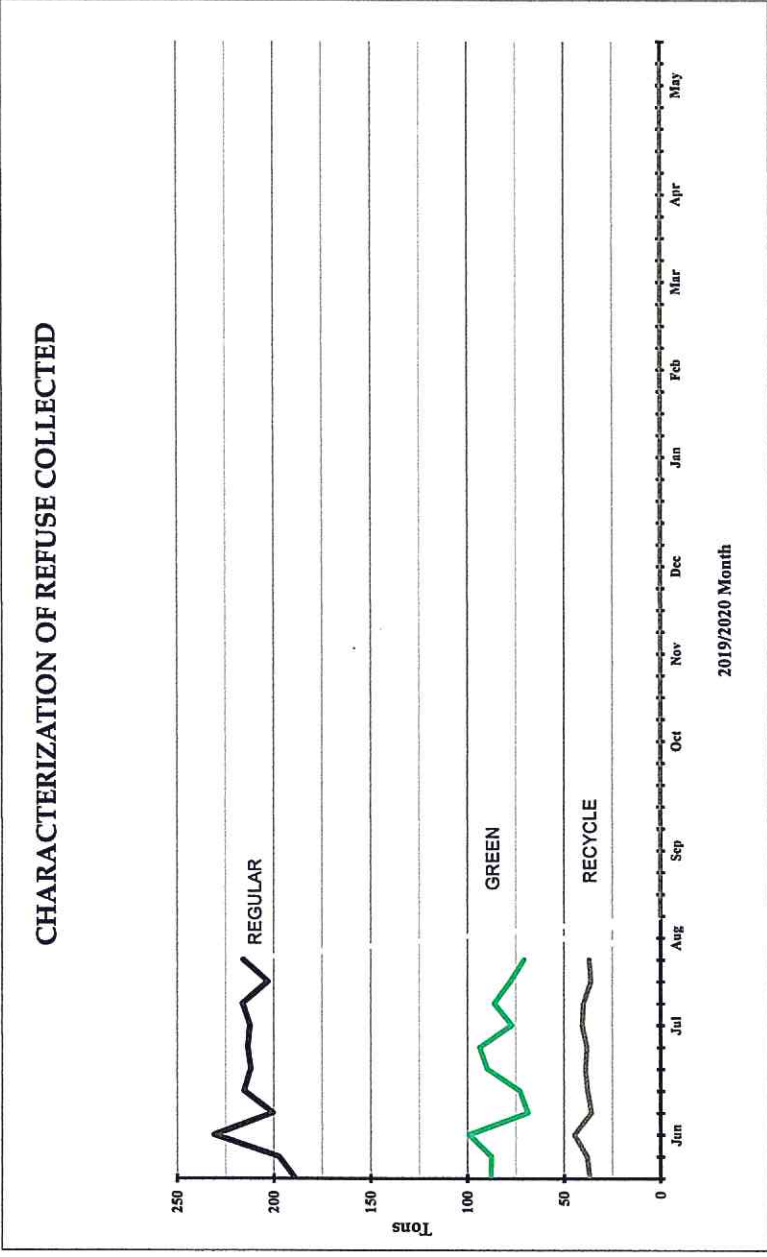 CHARACTERIZATION OF REFUSE COLLECTED
250
200
150
100
50
0
Tons
REGULAR
GREEN
RECYCLE
Jun
Jul
Aug
Sep
Oct
Nov
Dec
Jan
Feb
Mar
Apr
May
2019/2020 Month